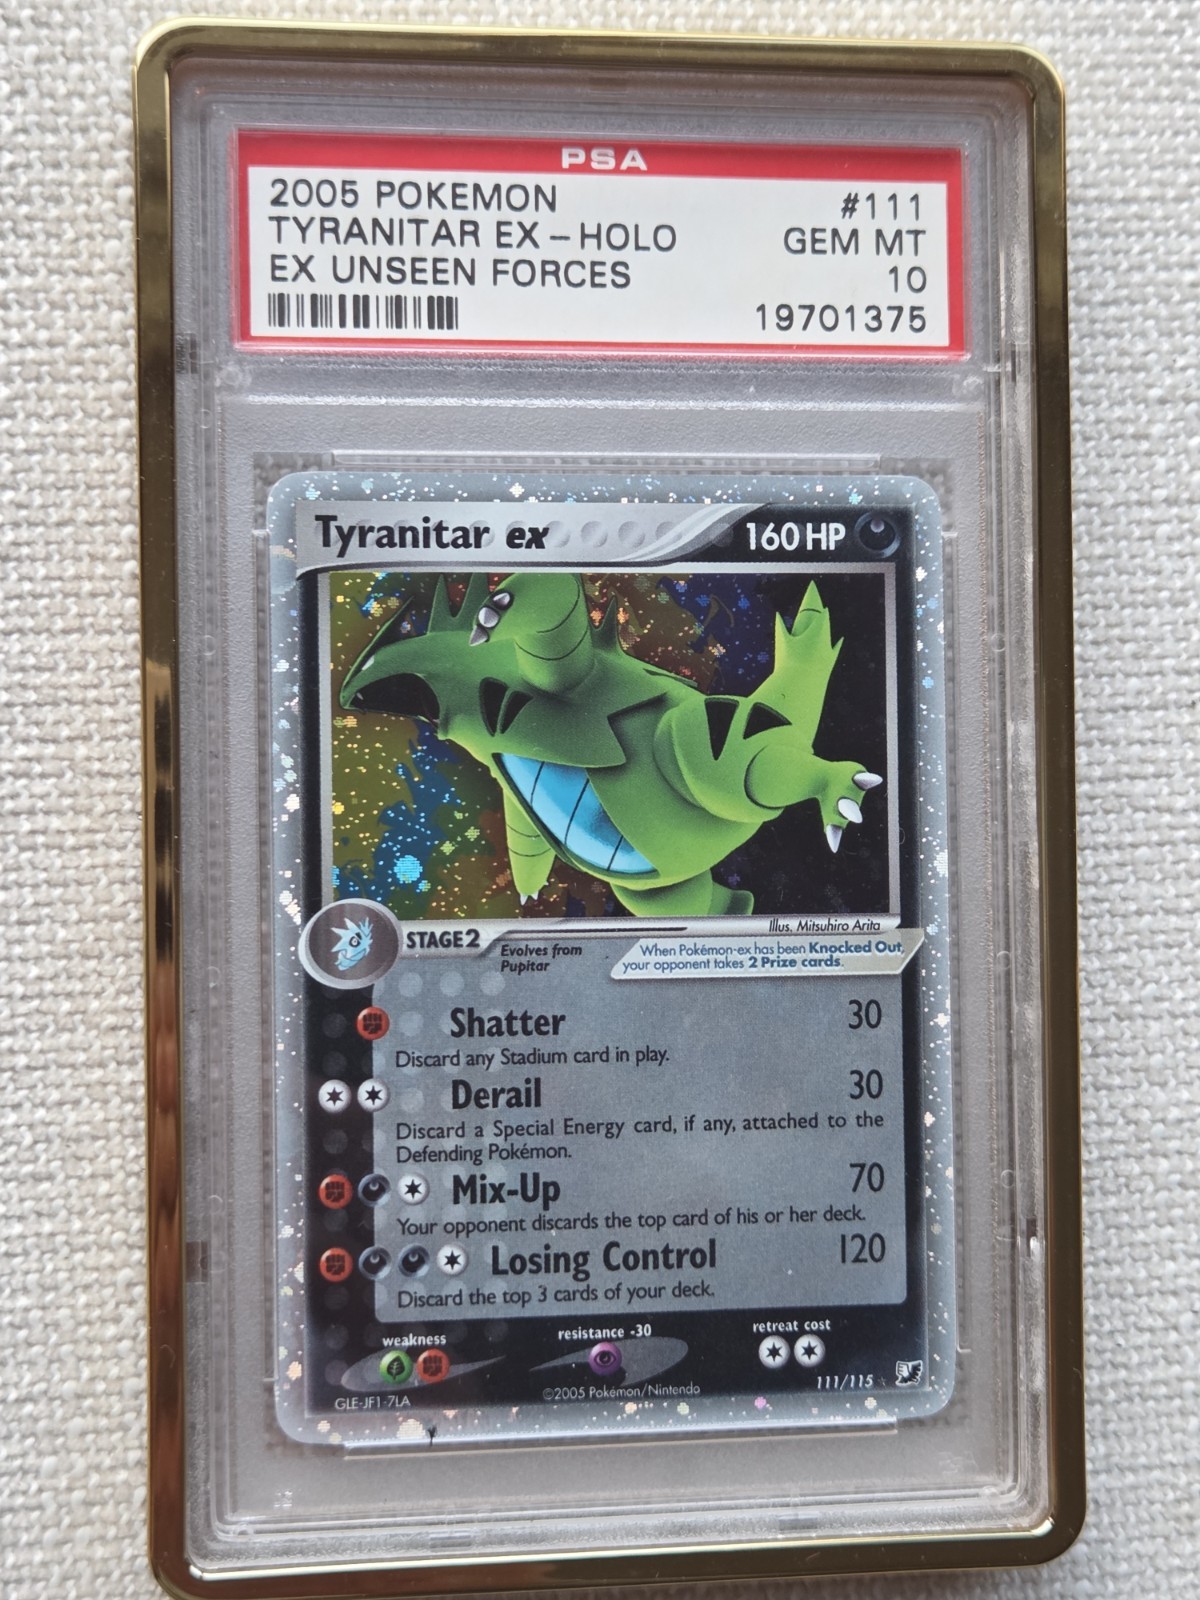 PSA
2005 POKEMON #111
TYRANITAR EX-HOLO GEM MT
EX UNSEEN FORCES 10
19701375
Tyranitar ex 160 HP
Illus. Mitsuhiro Arita
STAGE 2
Evolves from
Pupitar
When Pokémon-ex has been Knocked Out,
your opponent takes 2 Prize cards.
Shatter 30
Discard any Stadium card in play.
Derail 30
Discard a Special Energy card, if any, attached to the
Defending Pokémon.
Mix-Up 70
Your opponent discards the top card of his or her deck.
Losing Control 120
Discard the top 3 cards of your deck.
weakness resistance -30 retreat cost
111/115
©2005 Pokémon/Nintendo
GLE-JF1-7LA